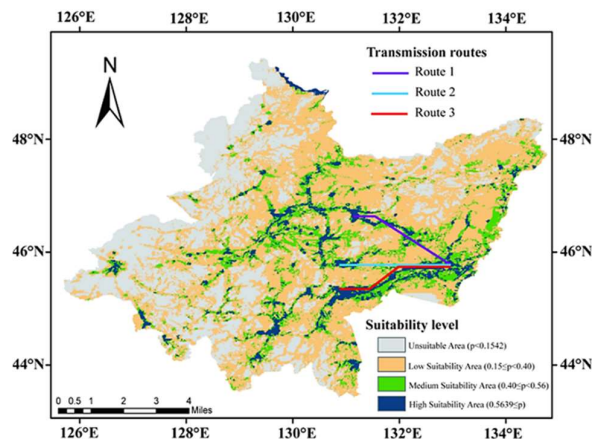 126°E 128°E 130°E 132°E 134°E
N
Transmission routes
Route 1
Route 2
Route 3
48°N
48°N
46°N
46°N
44°N
44°N
Suitability level
Unsuitable Area (p<0.1542)
Low Suitability Area (0.15≤p<0.40)
Medium Suitability Area (0.40≤p<0.56)
High Suitability Area (0.5639≤p)
0 0.5 1 2 3 4
Miles
126°E 128°E 130°E 132°E 134°E